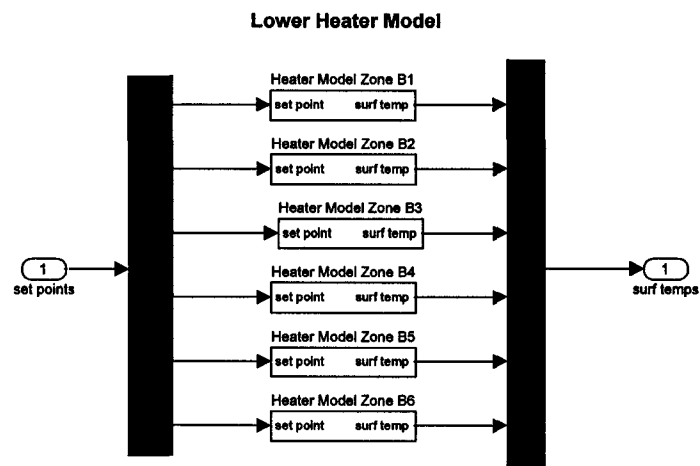 Lower Heater Model
Heater Model Zone B1
set point surf temp
Heater Model Zone B2
set point surf temp
Heater Model Zone B3
set point surf temp
1
set points
Heater Model Zone B4
set point surf temp
1
surf temps
Heater Model Zone B5
set point surf temp
Heater Model Zone B6
set point surf temp